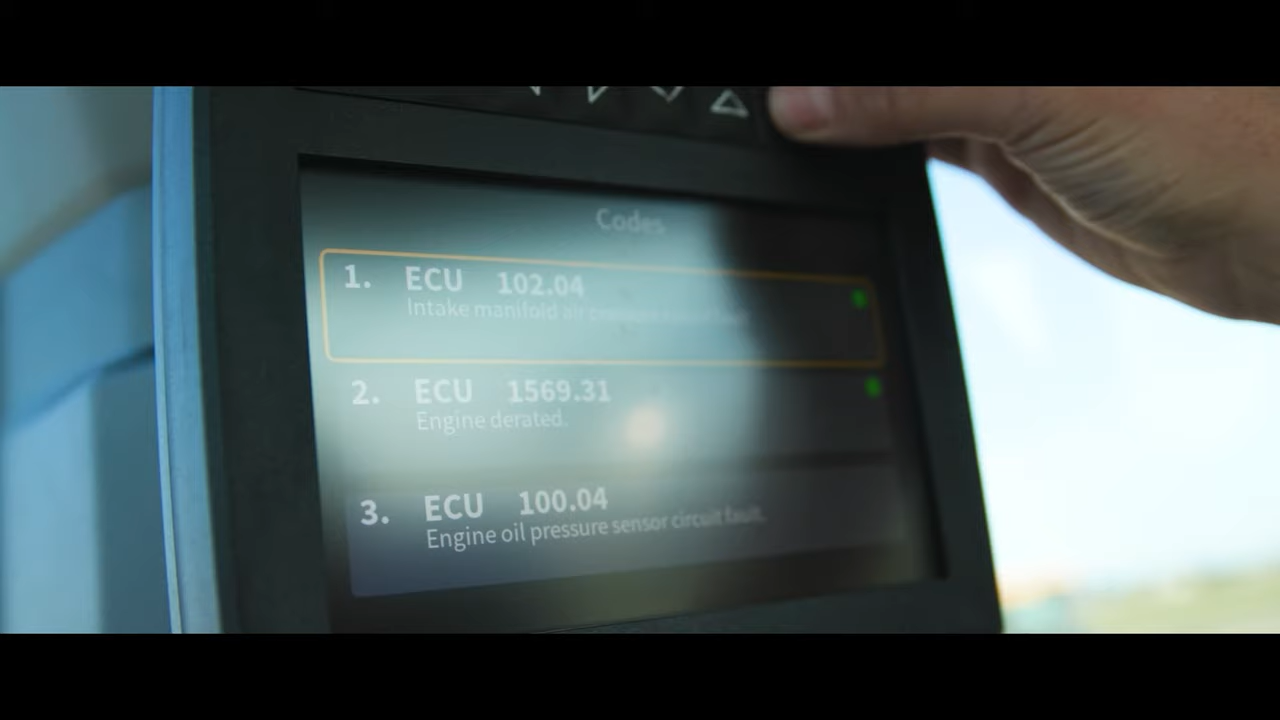 Codes
1. ECU 102.04
Intake manifold air
2. ECU 1569.31
Engine derated.
3. ECU 100.04
Engine oil pressure sensor circuit fault.